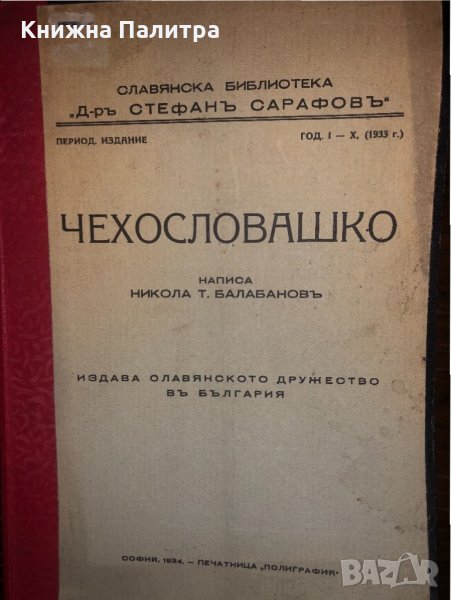 Книжна Палитра
СЛАВЯНСКА БИБЛИОТЕКА
„Д-ръ СТЕФАНЪ САРАФОВЪ"
ПЕРИОД. ИЗДАНИЕ ГОД. I — X, (1933 г.)
ЧЕХОСЛОВАШКО
НАПИСА
НИКОЛА Т. БАЛАБАНОВЪ
ИЗДАВА СЛАВЯНСКОТО ДРУЖЕСТВО
ВЪ БЪЛГАРИЯ
СОФИЯ, 1934. — ПЕЧАТНИЦА „ПОЛИГРАФИЯ"
BAZAR